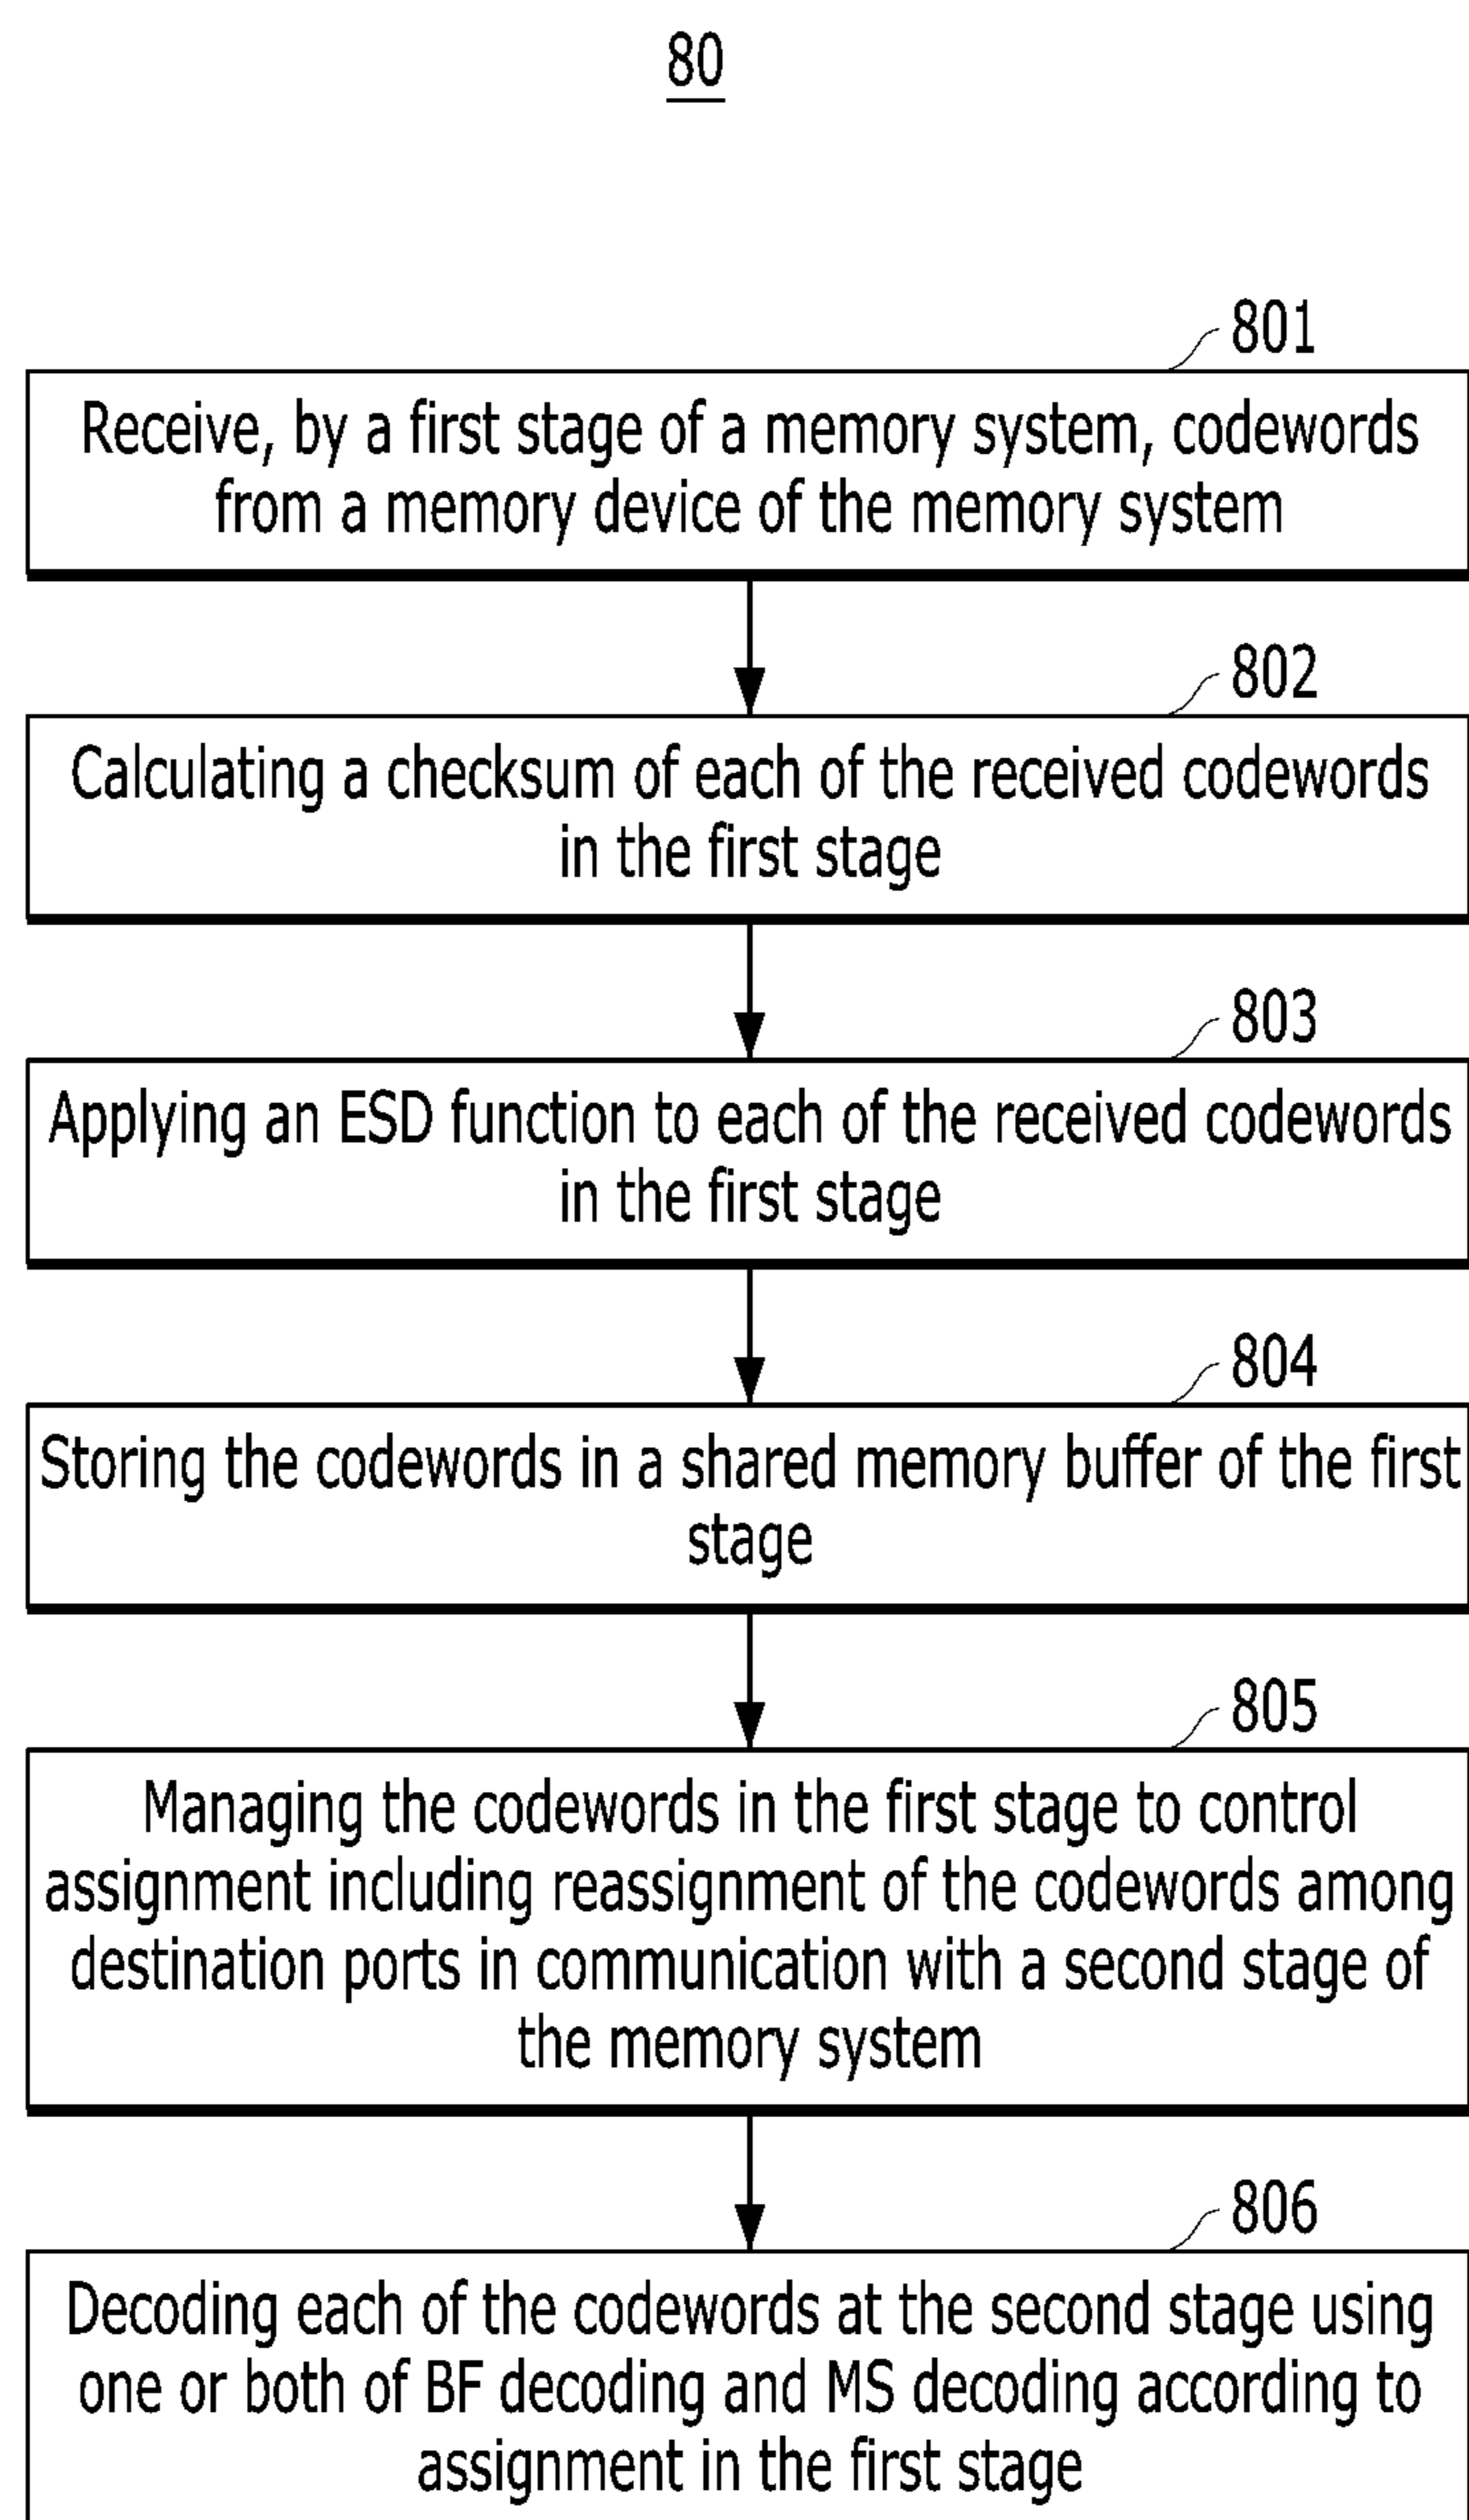 80
801
Receive, by a first stage of a memory system, codewords
from a memory device of the memory system
802
Calculating a checksum of each of the received codewords
in the first stage
803
Applying an ESD function to each of the received codewords
in the first stage
804
Storing the codewords in a shared memory buffer of the first
stage
805
Managing the codewords in the first stage to control
assignment including reassignment of the codewords among
destination ports in communication with a second stage of
the memory system
806
Decoding each of the codewords at the second stage using
one or both of BF decoding and MS decoding according to
assignment in the first stage